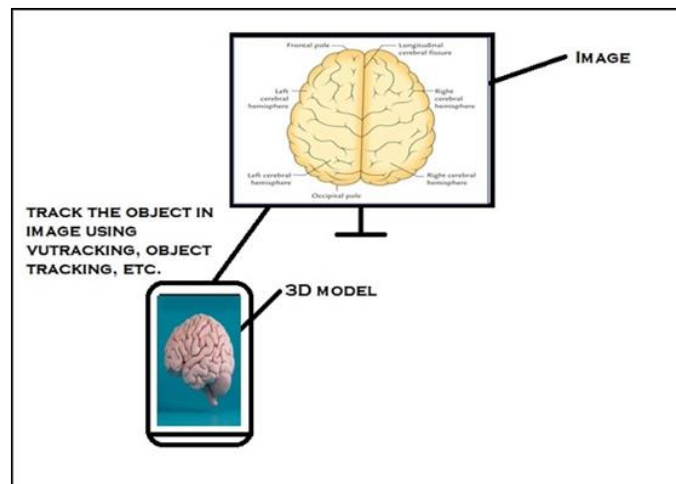 Frontal pole
Longitudinal
cerebral fissure
IMAGE
Left
cerebral
hemisphere
Right
cerebral
hemisphere
Left cerebral
hemisphere
Right cerebral
hemisphere
Occipital pole
TRACK THE OBJECT IN
IMAGE USING
VUTRACKING, OBJECT
TRACKING, ETC.
3D MODEL